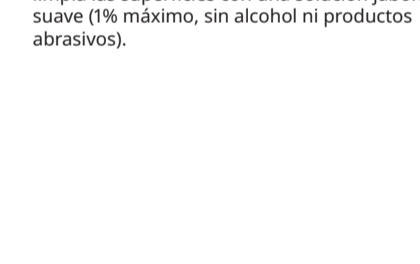 suave (1% máximo, sin alcohol ni productos
abrasivos).